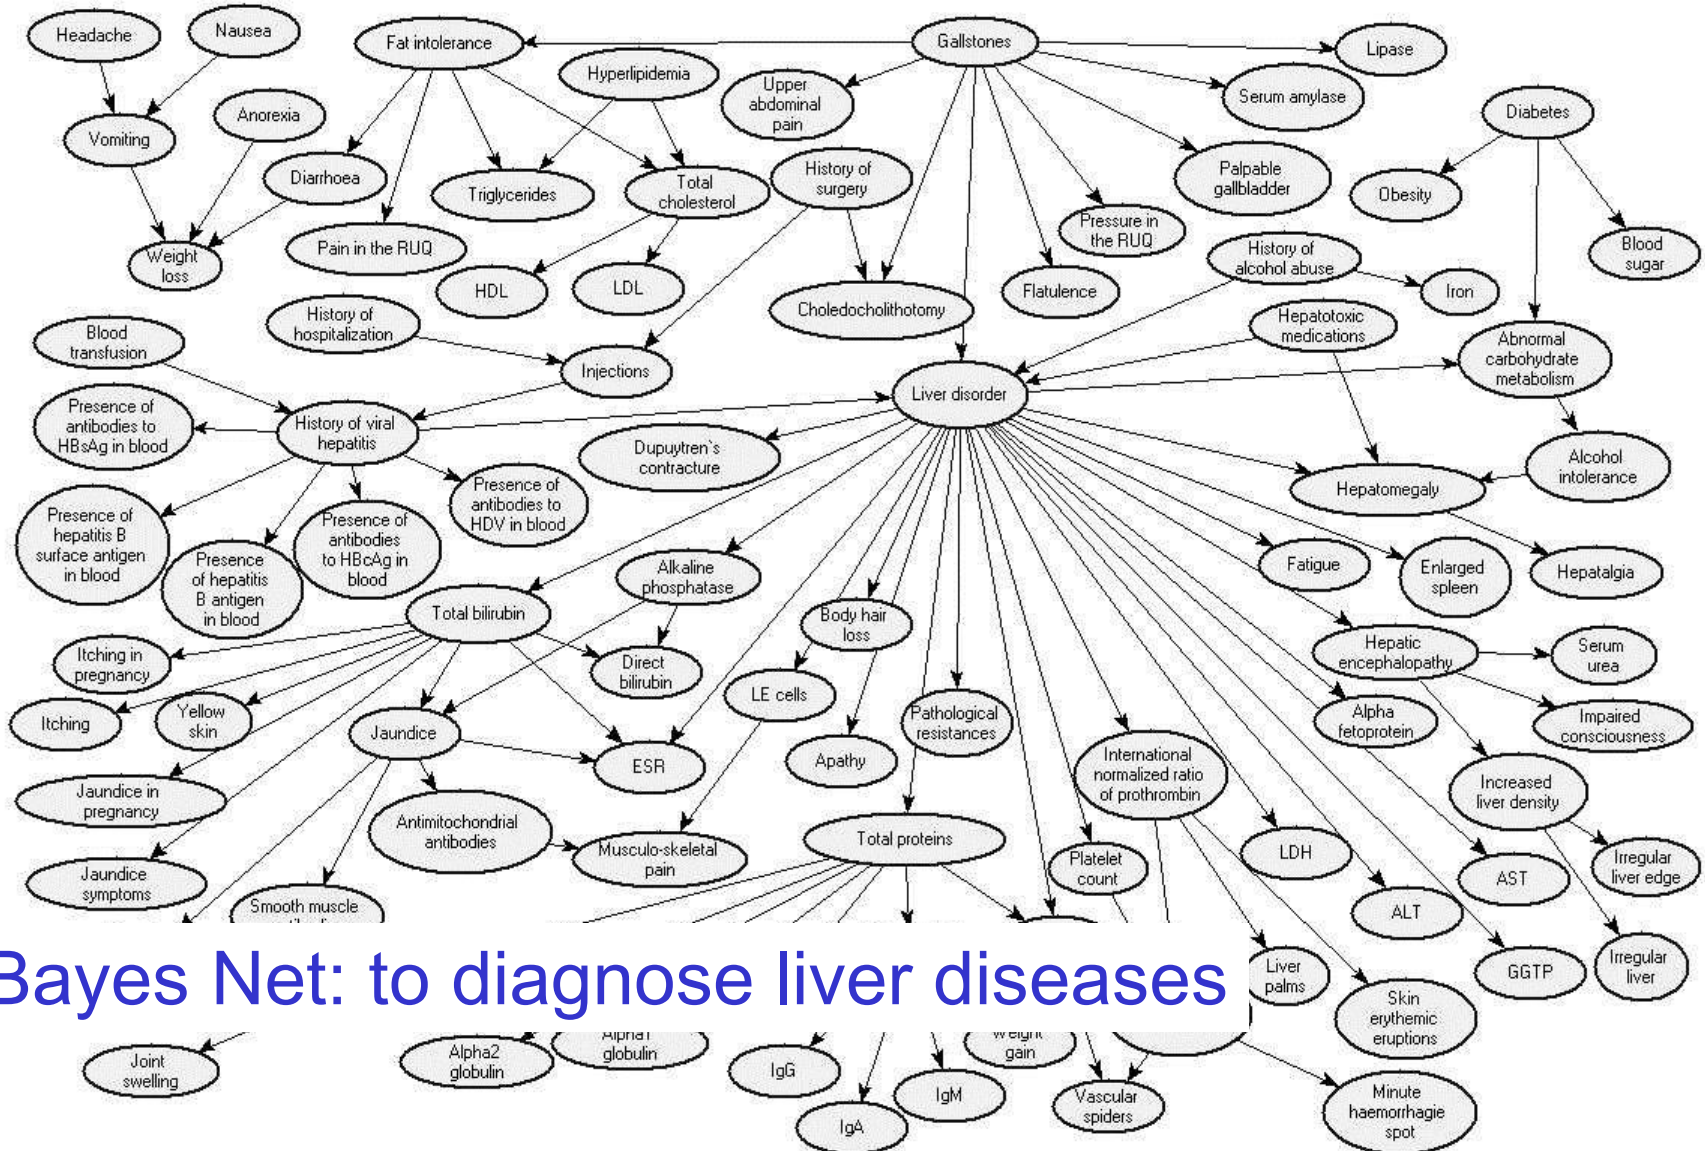 Headache
Nausea
Fat intolerance
Gallstones
Lipase
Hyperlipidemia
Upper
abdominal
pain
Serum amylase
Diabetes
Anorexia
Vomiting
Diarrhoea
Triglycerides
Total
cholesterol
History of
surgery
Palpable
gallbladder
Obesity
Pressure in
the RUQ
Blood
sugar
Weight
loss
Pain in the RUQ
HDL
LDL
Flatulence
History of
alcohol abuse
Iron
Choledocholithotomy
History of
hospitalization
Hepatotoxic
medications
Blood
transfusion
Injections
Abnormal
carbohydrate
metabolism
Liver disorder
Presence of
antibodies to
HBsAg in blood
History of viral
hepatitis
Dupuytren`s
contracture
Alcohol
intolerance
Hepatomegaly
Presence of
antibodies to
HDV in blood
Presence of
hepatitis B
surface antigen
in blood
Presence
of hepatitis
B antigen
in blood
Presence of
antibodies
to HBcAg in
blood
Alkaline
phosphatase
Fatigue
Enlarged
spleen
Hepatalgia
Total bilirubin
Body hair
loss
Hepatic
encephalopathy
Serum
urea
Itching in
pregnancy
Direct
bilirubin
LE cells
Itching
Yellow
skin
Jaundice
Pathological
resistances
Alpha
fetoprotein
Impaired
consciousness
ESR
Apathy
International
normalized ratio
of prothrombin
Increased
liver density
Jaundice in
pregnancy
Antimitochondrial
antibodies
Musculo-skeletal
pain
Total proteins
Platelet
count
LDH
AST
Irregular
liver edge
Jaundice
symptoms
Smooth muscle
ALT
Bayes Net: to diagnose liver diseases
Liver
palms
GGTP
Irregular
liver
Skin
erythemic
eruptions
Joint
swelling
Alpha2
globulin
Alpha1
globulin
IgG
IgA
IgM
weight
gain
Vascular
spiders
Minute
haemorrhagie
spot